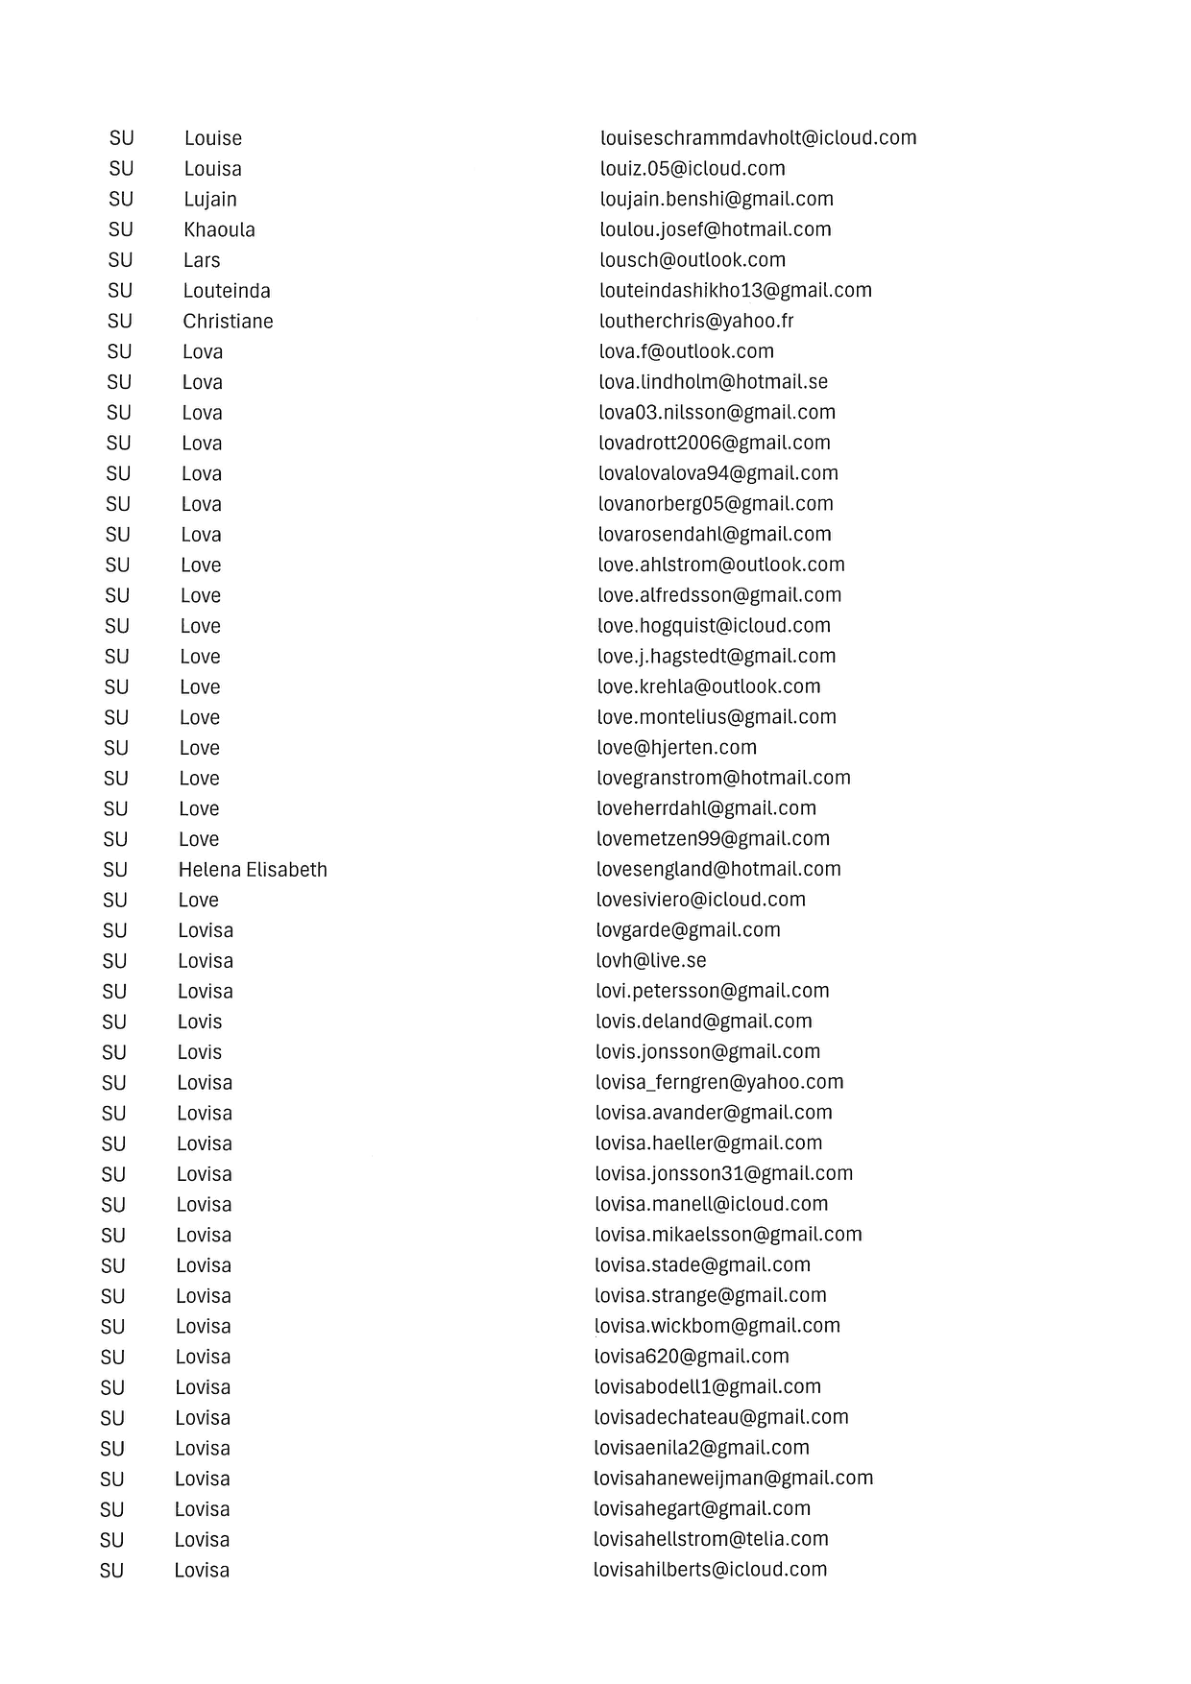 SU Louise louiseschrammdavholt@icloud.com
SU Louisa louiz.05@icloud.com
SU Lujain loujain.benshi@gmail.com
SU Khaoula loulou.josef@hotmail.com
SU Lars lousch@outlook.com
SU Louteinda louteindashikho13@gmail.com
SU Christiane loutherchris@yahoo.fr
SU Lova lova.f@outlook.com
SU Lova lova.lindholm@hotmail.se
SU Lova lova03.nilsson@gmail.com
SU Lova lovadrott2006@gmail.com
SU Lova lovalovalova94@gmail.com
SU Lova lovanorberg05@gmail.com
SU Lova lovarosendahl@gmail.com
SU Love love.ahlstrom@outlook.com
SU Love love.alfredsson@gmail.com
SU Love love.hogquist@icloud.com
SU Love love.j.hagstedt@gmail.com
SU Love love.krehla@outlook.com
SU Love love.montelius@gmail.com
SU Love love@hjerten.com
SU Love lovegranstrom@hotmail.com
SU Love loveherrdahl@gmail.com
SU Love lovemetzen99@gmail.com
SU Helena Elisabeth lovesengland@hotmail.com
SU Love lovesiviero@icloud.com
SU Lovisa lovgarde@gmail.com
SU Lovisa lovh@live.se
SU Lovisa lovi.petersson@gmail.com
SU Lovis lovis.deland@gmail.com
SU Lovis lovis.jonsson@gmail.com
SU Lovisa lovisa_ferngren@yahoo.com
SU Lovisa lovisa.avander@gmail.com
SU Lovisa lovisa.haeller@gmail.com
SU Lovisa lovisa.jonsson31@gmail.com
SU Lovisa lovisa.manell@icloud.com
SU Lovisa lovisa.mikaelsson@gmail.com
SU Lovisa lovisa.stade@gmail.com
SU Lovisa lovisa.strange@gmail.com
SU Lovisa lovisa.wickbom@gmail.com
SU Lovisa lovisa620@gmail.com
SU Lovisa lovisabodell1@gmail.com
SU Lovisa lovisadechateau@gmail.com
SU Lovisa lovisaenila2@gmail.com
SU Lovisa lovisahaneweijman@gmail.com
SU Lovisa lovisahegart@gmail.com
SU Lovisa lovisahellstrom@telia.com
SU Lovisa lovisahilberts@icloud.com